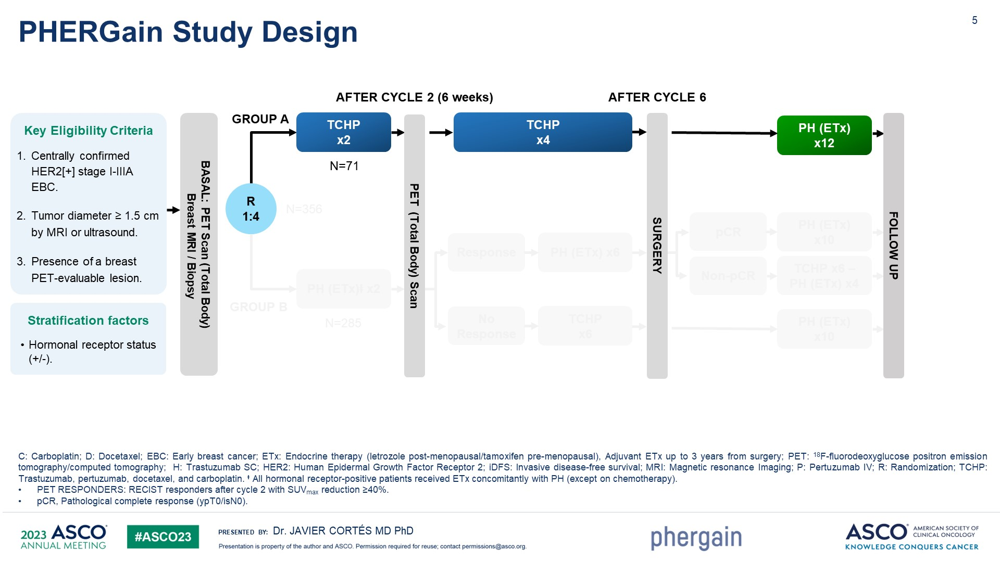 PHERGain Study Design
5
AFTER CYCLE 2 (6 weeks)
AFTER CYCLE 6
Key Eligibility Criteria
1. Centrally confirmed
HER2[+] stage I-IIIA
EBC.
2. Tumor diameter ≥ 1.5 cm
by MRI or ultrasound.
3. Presence of a breast
PET-evaluable lesion.
Stratification factors
• Hormonal receptor status
(+/-).
BASAL: PET Scan (Total Body)
Breast MRI / Biopsy
GROUP A
R
1:4
N=356
GROUP B
TCHP
x2
N=71
PH (ETx)ǂ x2
N=285
PET (Total Body) Scan
TCHP
x4
Response
PH (ETx) x6
No
Response
TCHP
x6
SURGERY
PH (ETx)
x12
pCR
PH (ETx)
x10
Non-pCR
TCHP x6 –
PH (ETx) x4
PH (ETx)
x10
FOLLOW UP
C: Carboplatin; D: Docetaxel; EBC: Early breast cancer; ETx: Endocrine therapy (letrozole post-menopausal/tamoxifen pre-menopausal), Adjuvant ETx up to 3 years from surgery; PET: ¹⁸F-fluorodeoxyglucose positron emission
tomography/computed tomography; H: Trastuzumab SC; HER2: Human Epidermal Growth Factor Receptor 2; iDFS: Invasive disease-free survival; MRI: Magnetic resonance Imaging; P: Pertuzumab IV; R: Randomization; TCHP:
Trastuzumab, pertuzumab, docetaxel, and carboplatin. ǂ All hormonal receptor-positive patients received ETx concomitantly with PH (except on chemotherapy).
• PET RESPONDERS: RECIST responders after cycle 2 with SUVmax reduction ≥40%.
• pCR, Pathological complete response (ypT0/isN0).
2023 ASCO
ANNUAL MEETING
#ASCO23
PRESENTED BY: Dr. JAVIER CORTÉS MD PhD
Presentation is property of the author and ASCO. Permission required for reuse; contact permissions@asco.org.
phergain
ASCO AMERICAN SOCIETY OF
CLINICAL ONCOLOGY
KNOWLEDGE CONQUERS CANCER